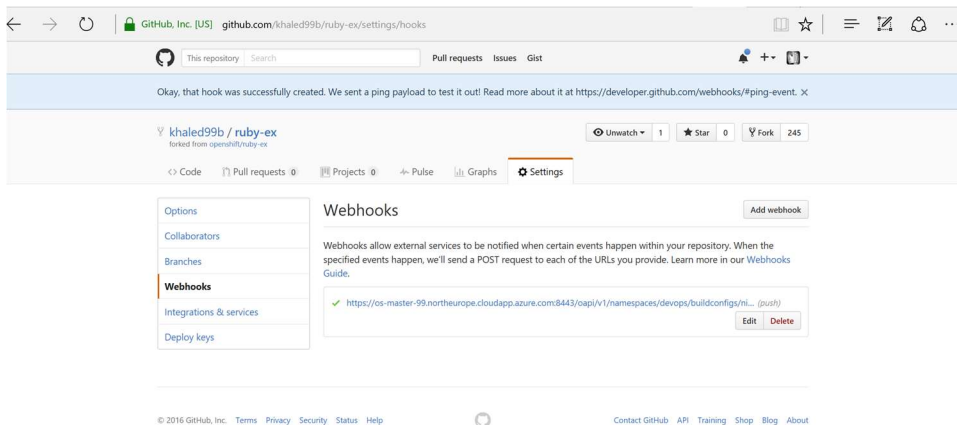 GitHub, Inc. [US] github.com/khaled99b/ruby-ex/settings/hooks
This repository Search Pull requests Issues Gist
Okay, that hook was successfully created. We sent a ping payload to test it out! Read more about it at https://developer.github.com/webhooks/#ping-event.
khaled99b / ruby-ex
forked from openshift/ruby-ex
Unwatch 1 Star 0 Fork 245
Code Pull requests 0 Projects 0 Pulse Graphs Settings
Options
Collaborators
Branches
Webhooks
Integrations & services
Deploy keys
Webhooks
Add webhook
Webhooks allow external services to be notified when certain events happen within your repository. When the
specified events happen, we'll send a POST request to each of the URLs you provide. Learn more in our Webhooks
Guide.
https://os-master-99.northeurope.cloudapp.azure.com:8443/oapi/v1/namespaces/devops/buildconfigs/ni... (push)
Edit Delete
© 2016 GitHub, Inc. Terms Privacy Security Status Help
Contact GitHub API Training Shop Blog About